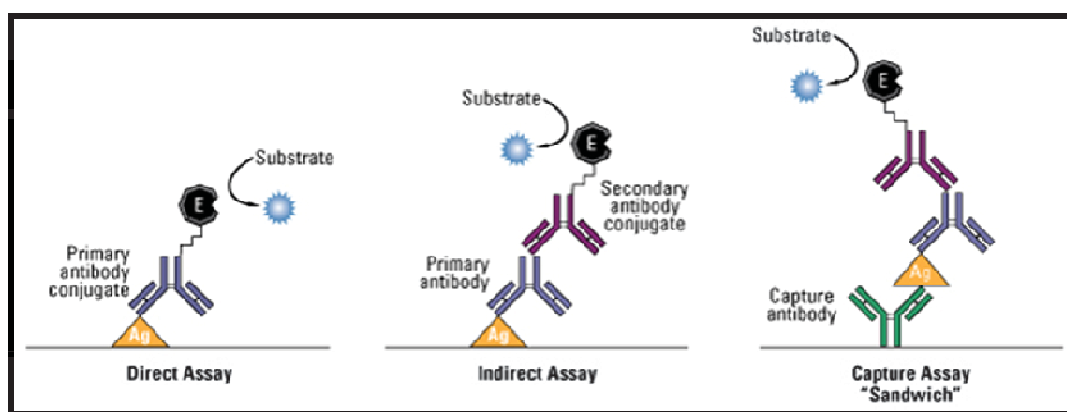 Substrate
E
Primary
antibody
conjugate
Ag
Direct Assay
Substrate
E
Secondary
antibody
conjugate
Primary
antibody
Ag
Indirect Assay
Substrate
E
Ag
Capture
antibody
Capture Assay
"Sandwich"